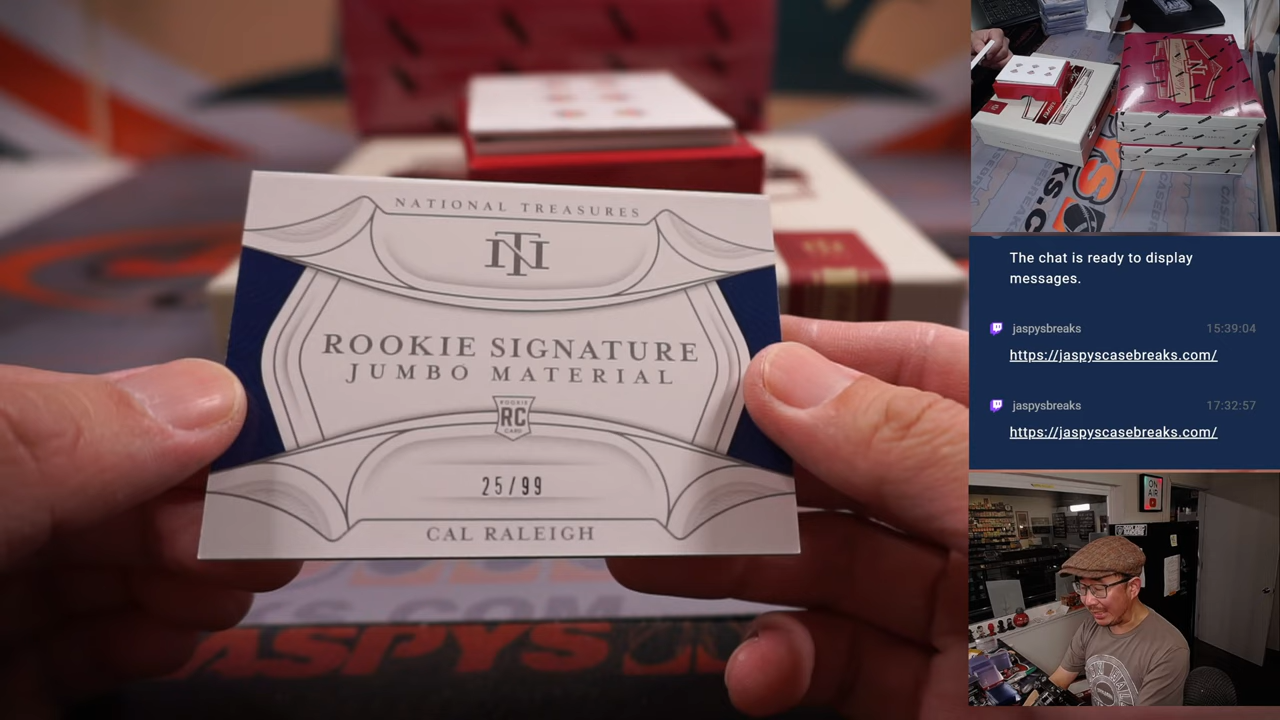 NATIONAL TREASURES
NT
ROOKIE SIGNATURE
JUMBO MATERIAL
ROOKIE
RC
CARD
25/99
CAL RALEIGH
KS.COM
JASPYS
The chat is ready to display
messages.
jaspysbreaks 15:39:04
https://jaspyscasebreaks.com/
jaspysbreaks 17:32:57
https://jaspyscasebreaks.com/
ON
AIR